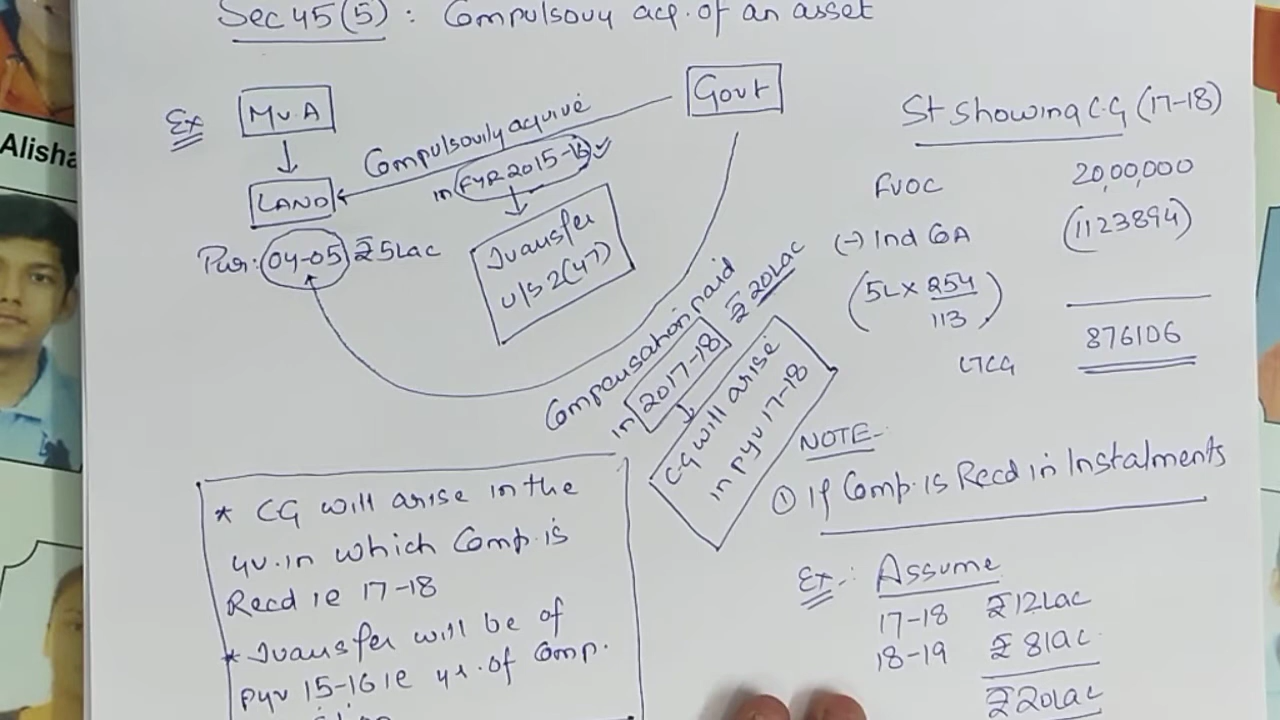 Sec 45(5) : Compulsory acq. of an asset
Alisha
Ex
Mr. A
LAND
Pur: 04-05 ₹5Lac
Govt
Compulsorily acquire
in FYR 2015-16
Transfer
u/s 2(47)
Compensation paid
in 2017-18 ₹ 20Lac
CG will arise
in pyr 17-18
* CG will arise in the
yr. in which Comp. is
Recd ie 17-18
* Transfer will be of
pyr 15-16 ie yr. of Comp.
St Showing C.G (17-18)
FVOC 20,00,000
(-) Ind COA (1123894)
(5L × 254
113)
LTCG 876106
NOTE-
① If Comp. is Recd in Instalments
Ex.: Assume
17-18 ₹12Lac
18-19 ₹ 8lac
₹20lac